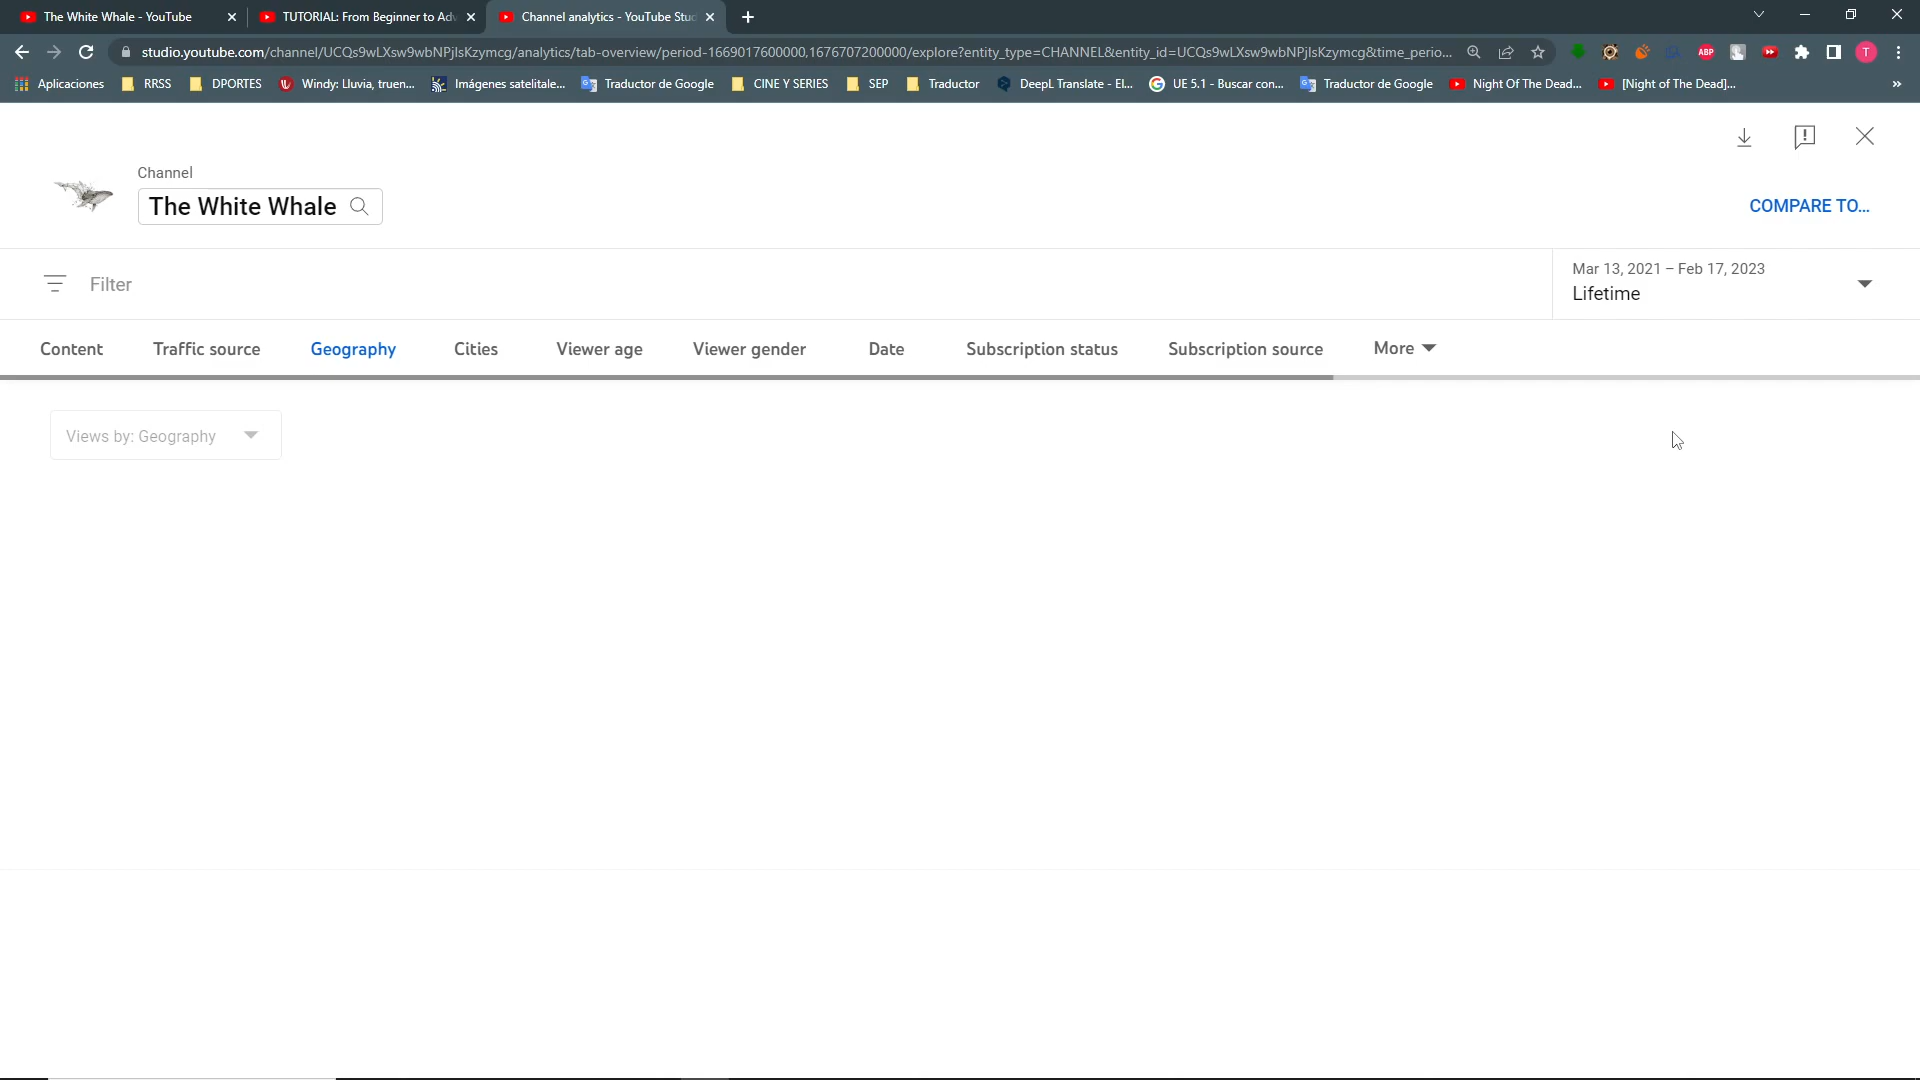 The White Whale - YouTube
TUTORIAL: From Beginner to Adv
Channel analytics - YouTube Stud
studio.youtube.com/channel/UCQs9wLXsw9wbNPjlsKzymcg/analytics/tab-overview/period-1669017600000,1676707200000/explore?entity_type=CHANNEL&entity_id=UCQs9wLXsw9wbNPjlsKzymcg&time_perio...
ABP
T
Aplicaciones
RRSS
DPORTES
Windy: Lluvia, truen...
Imágenes satelitale...
Traductor de Google
CINE Y SERIES
SEP
Traductor
DeepL Translate - El...
UE 5.1 - Buscar con...
Traductor de Google
Night Of The Dead...
[Night of The Dead]...
Channel
The White Whale
COMPARE TO...
Filter
Mar 13, 2021 – Feb 17, 2023
Lifetime
Content
Traffic source
Geography
Cities
Viewer age
Viewer gender
Date
Subscription status
Subscription source
More
Views by: Geography